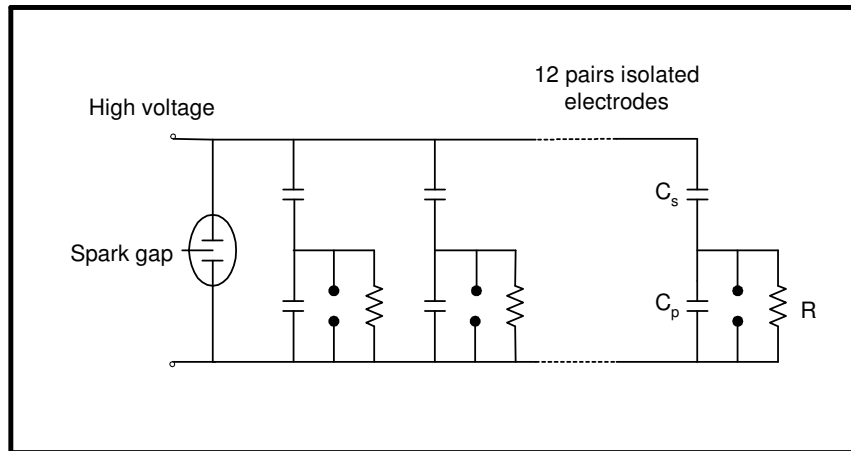 12 pairs isolated
electrodes
High voltage
Cs
Spark gap
Cp
R